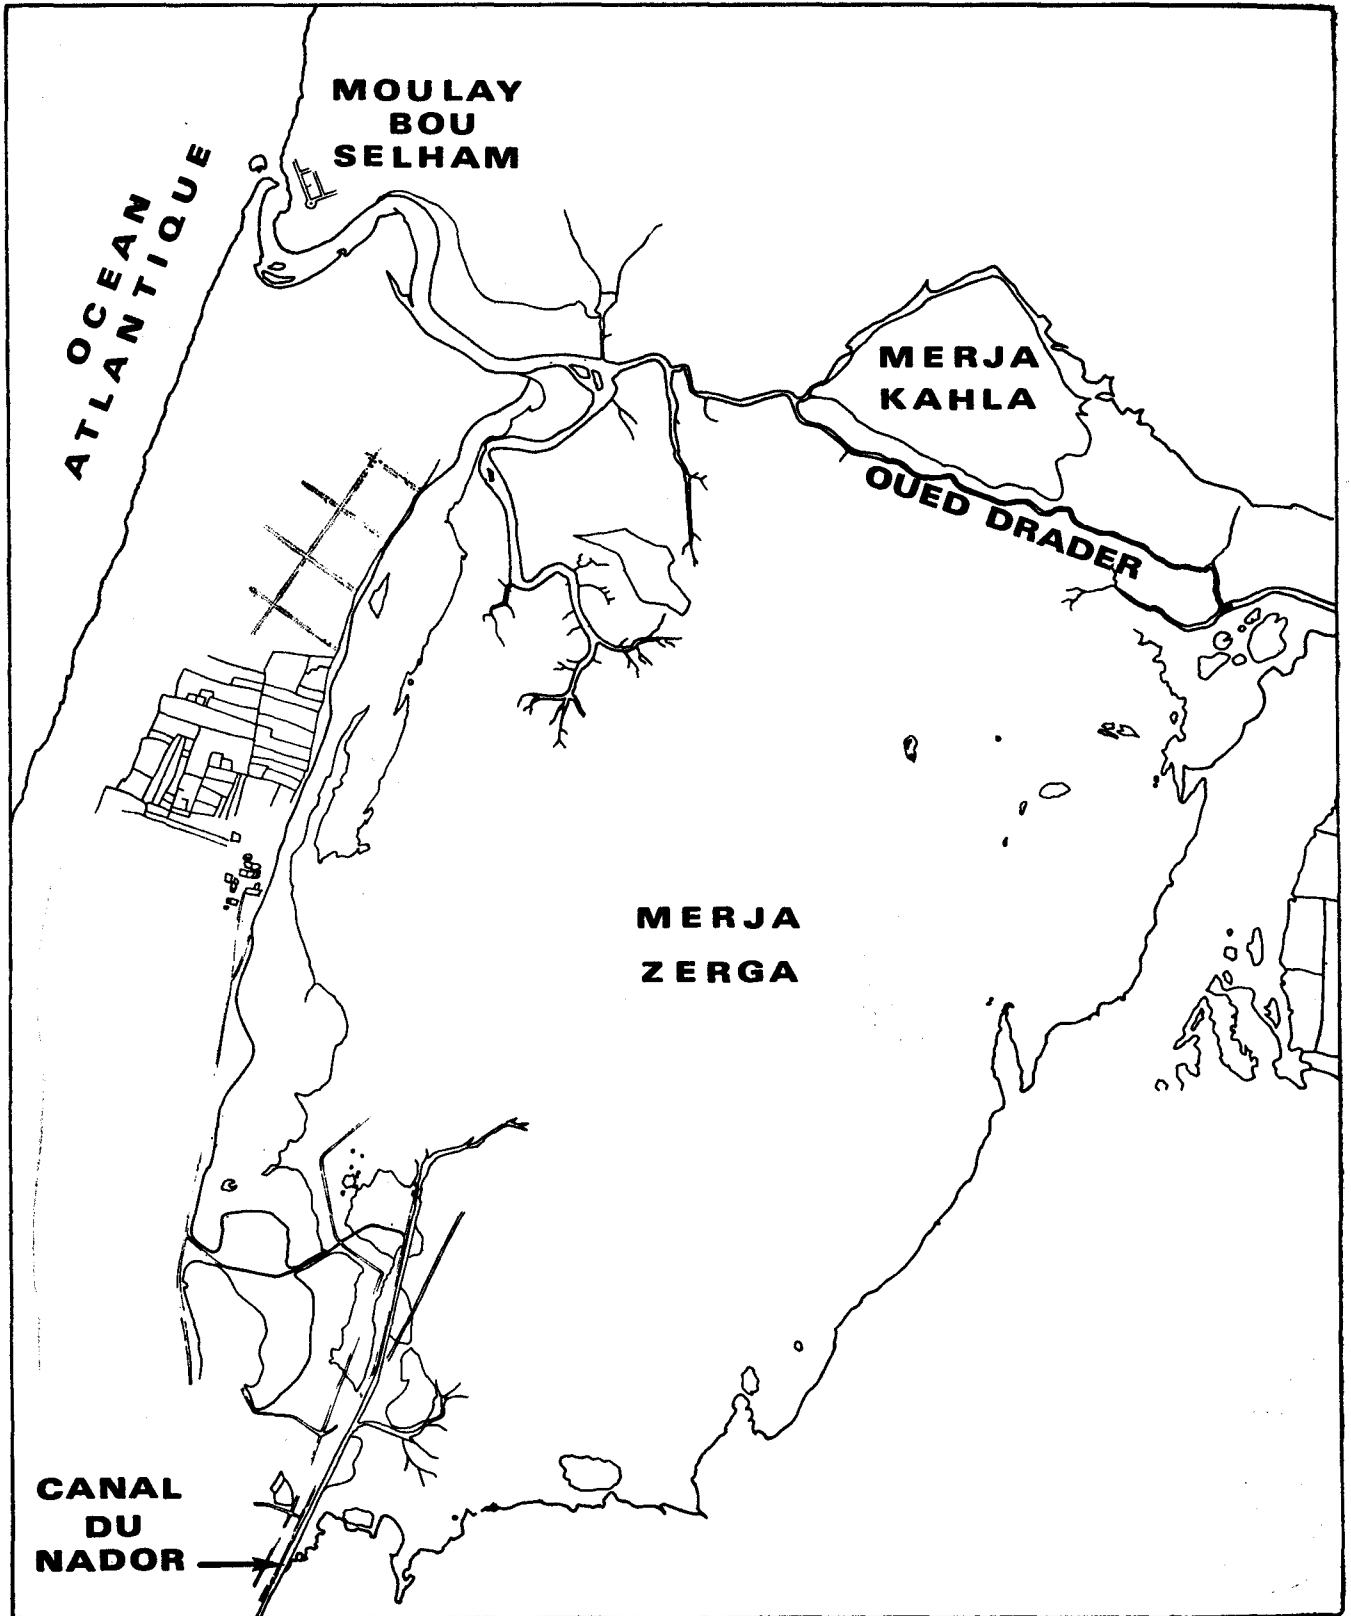 MOULAY
BOU
SELHAM
OCEAN
ATLANTIQUE
MERJA
KAHLA
OUED DRADER
MERJA
ZERGA
CANAL
DU
NADOR